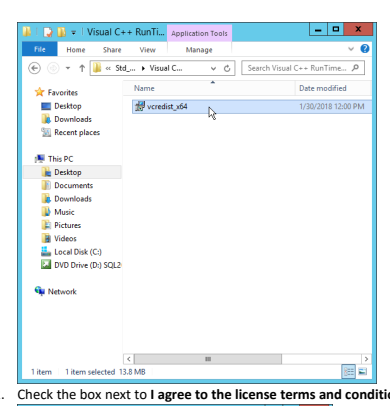 Visual C++ RunTi... Application Tools
File Home Share View Manage
« Std_... ▸ Visual C... Search Visual C++ RunTime...
Name Date modified
Favorites
Desktop
Downloads
Recent places
vcredist_x64 1/30/2018 12:00 PM
This PC
Desktop
Documents
Downloads
Music
Pictures
Videos
Local Disk (C:)
DVD Drive (D:) SQL2
Network
1 item 1 item selected 13.8 MB
Check the box next to I agree to the license terms and conditi